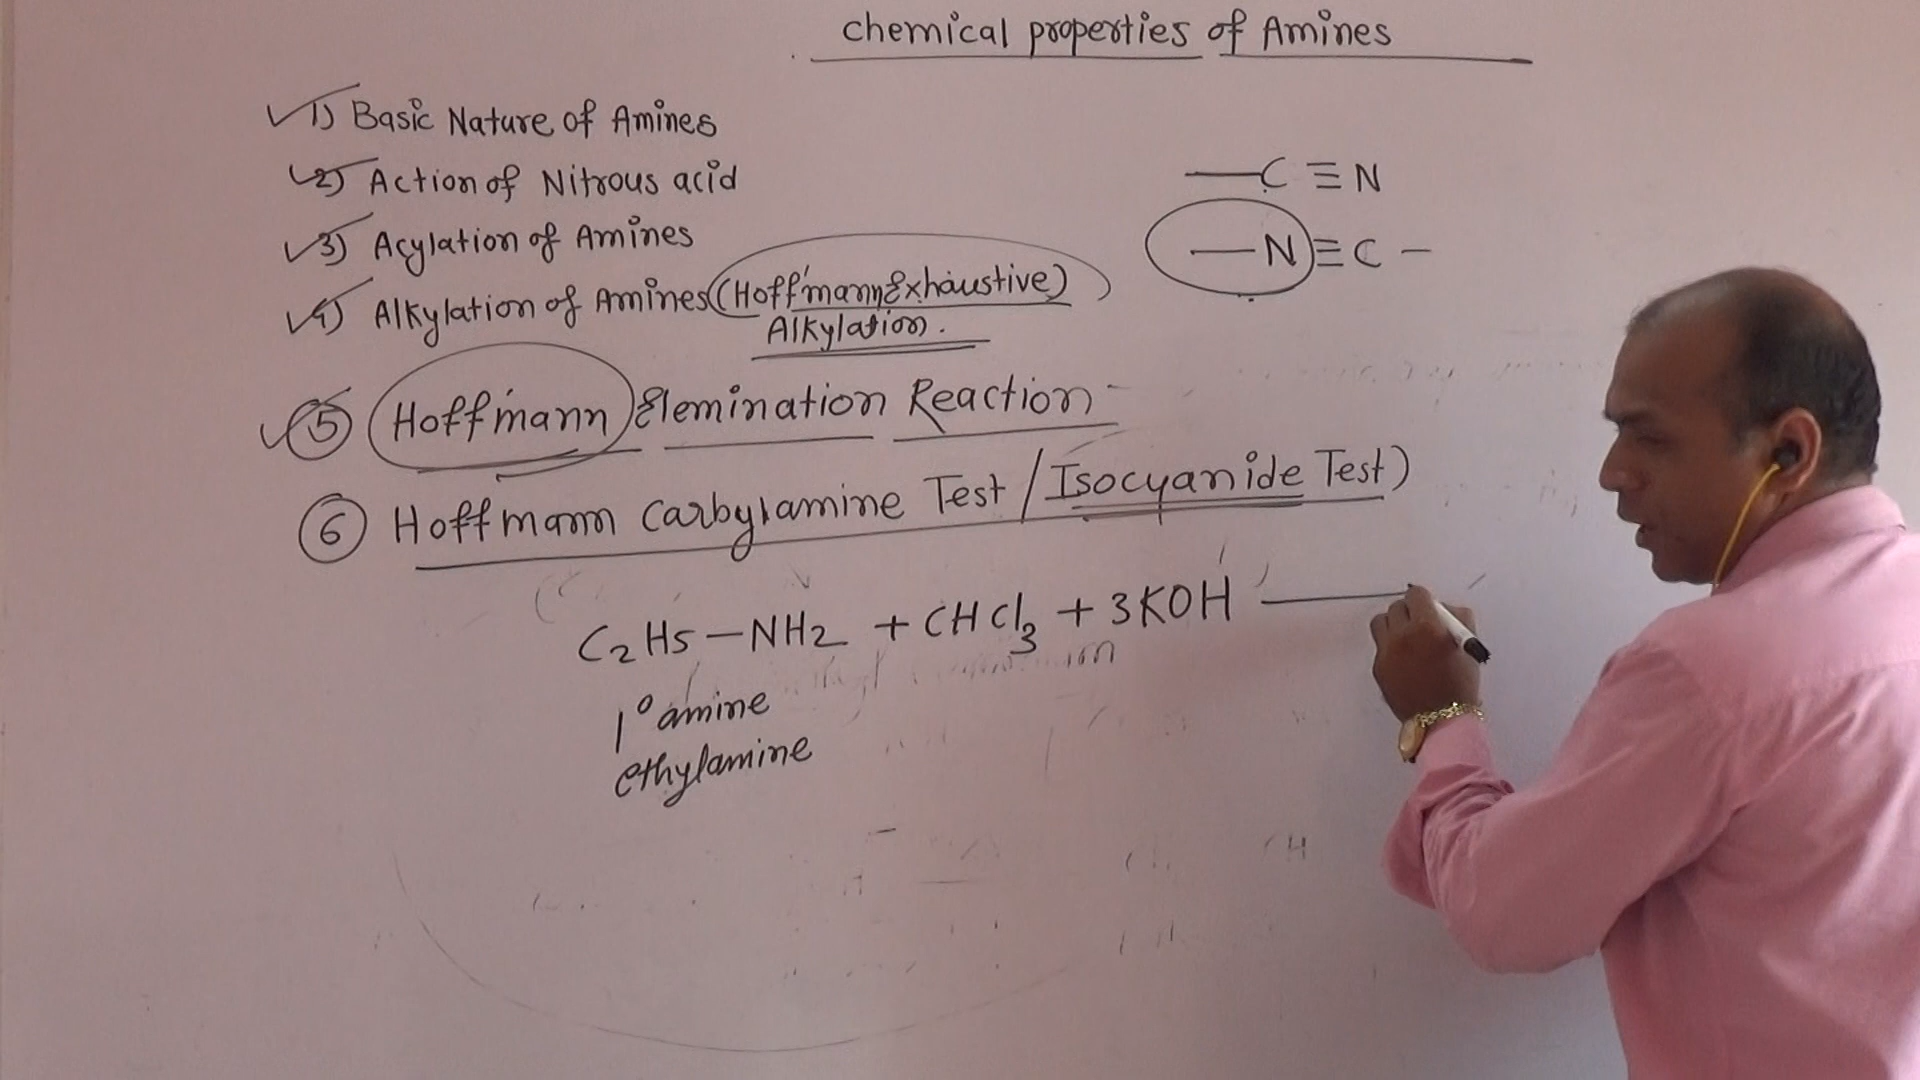 chemical properties of Amines
1) Basic Nature of Amines
2) Action of Nitrous acid
3) Acylation of Amines
4) Alkylation of Amines (Hoffmann Exhaustive)
Alkylation.
5 Hoffmann Elemination Reaction -
6 Hoffmann Carbylamine Test / Isocyanide Test)
—C≡N
—N≡C -
C2H5—NH2 + CHCl3 + 3KOH —
1° amine
ethylamine